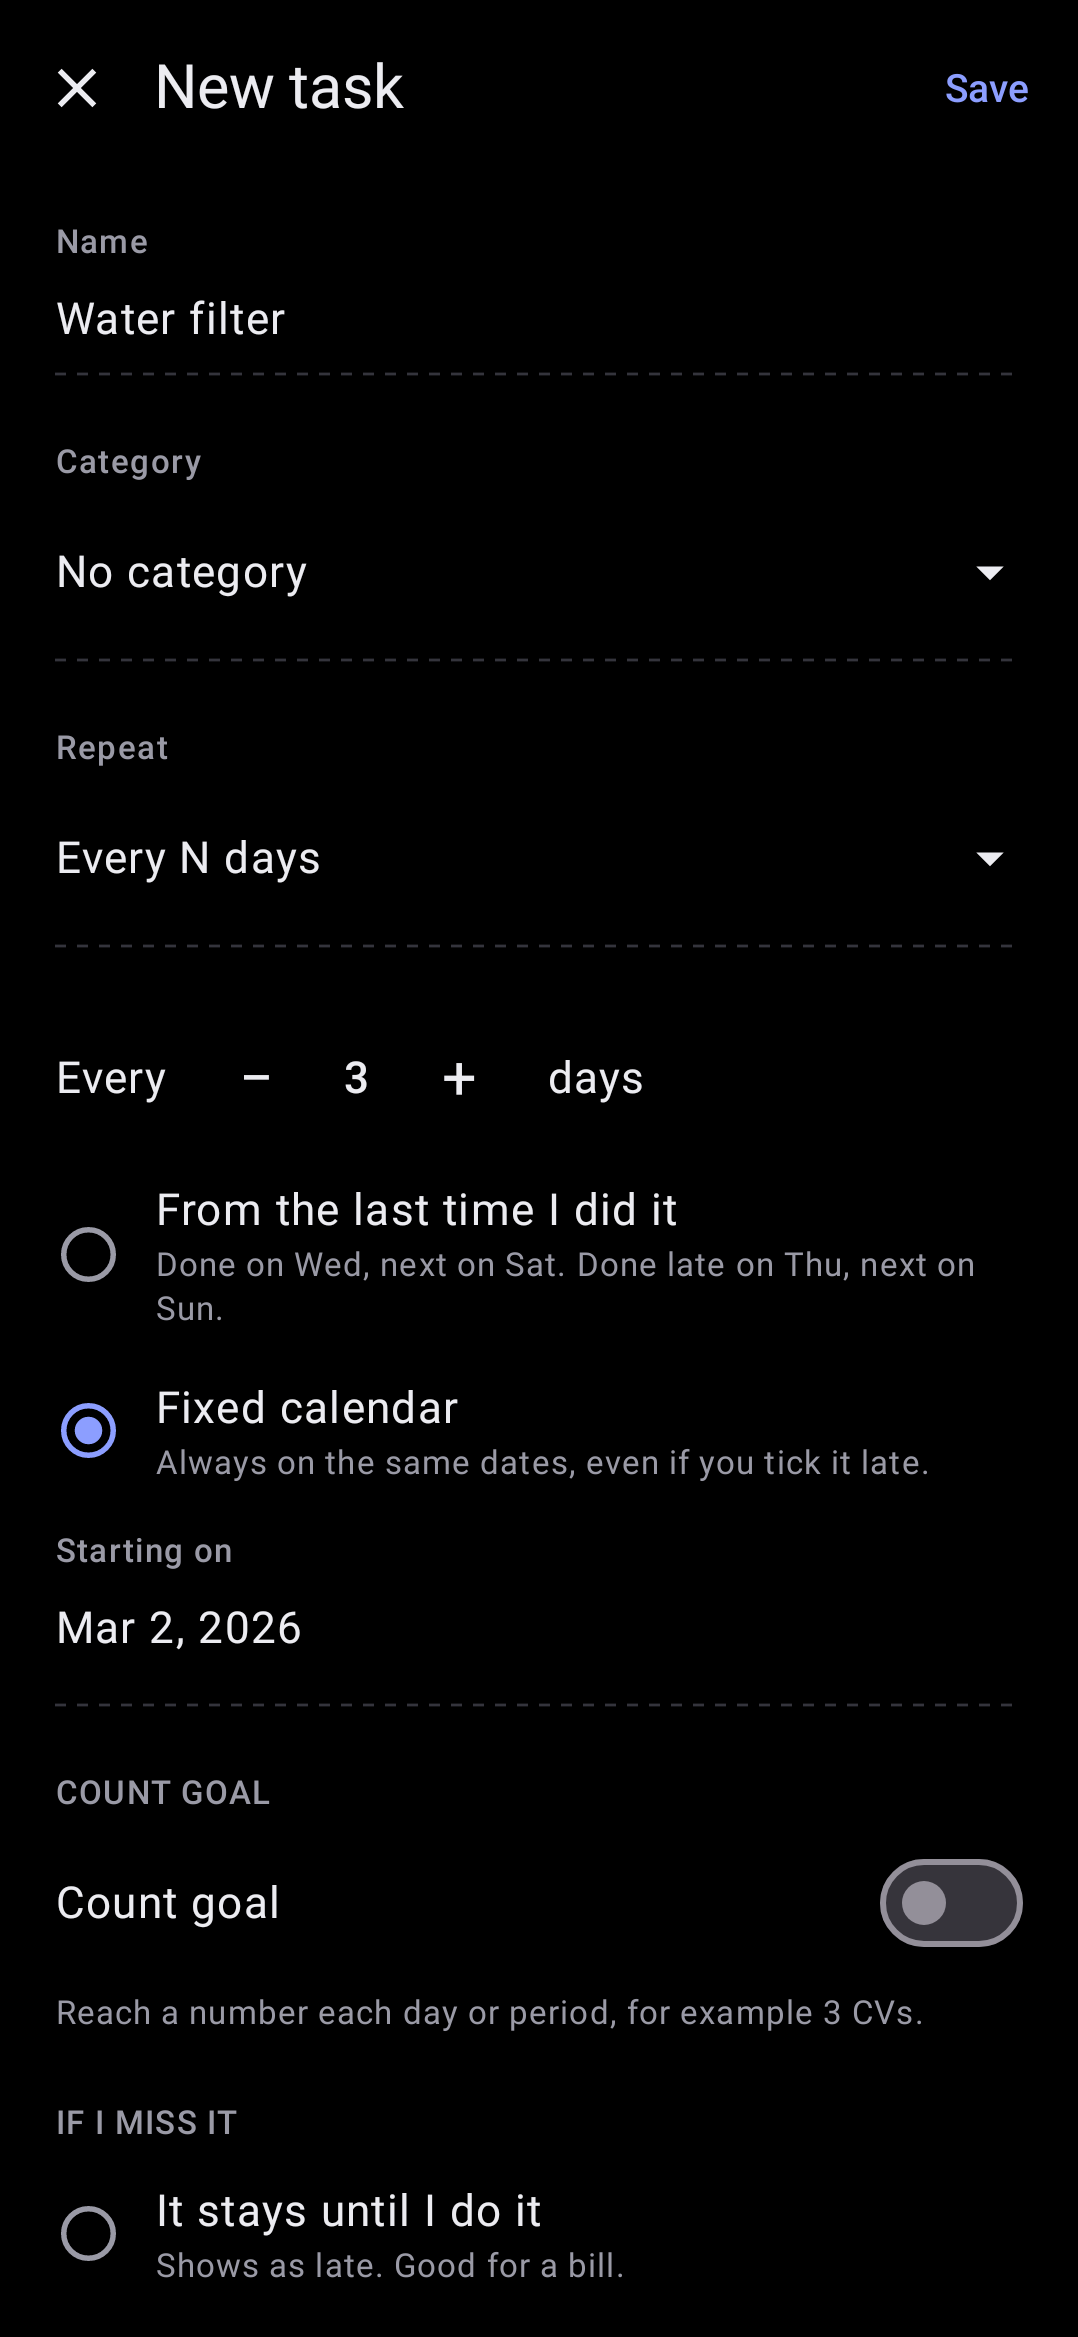 New task
Save
Name
Water filter
Category
No category
Repeat
Every N days
Every − 3 + days
From the last time I did it
Done on Wed, next on Sat. Done late on Thu, next on
Sun.
Fixed calendar
Always on the same dates, even if you tick it late.
Starting on
Mar 2, 2026
COUNT GOAL
Count goal
Reach a number each day or period, for example 3 CVs.
IF I MISS IT
It stays until I do it
Shows as late. Good for a bill.